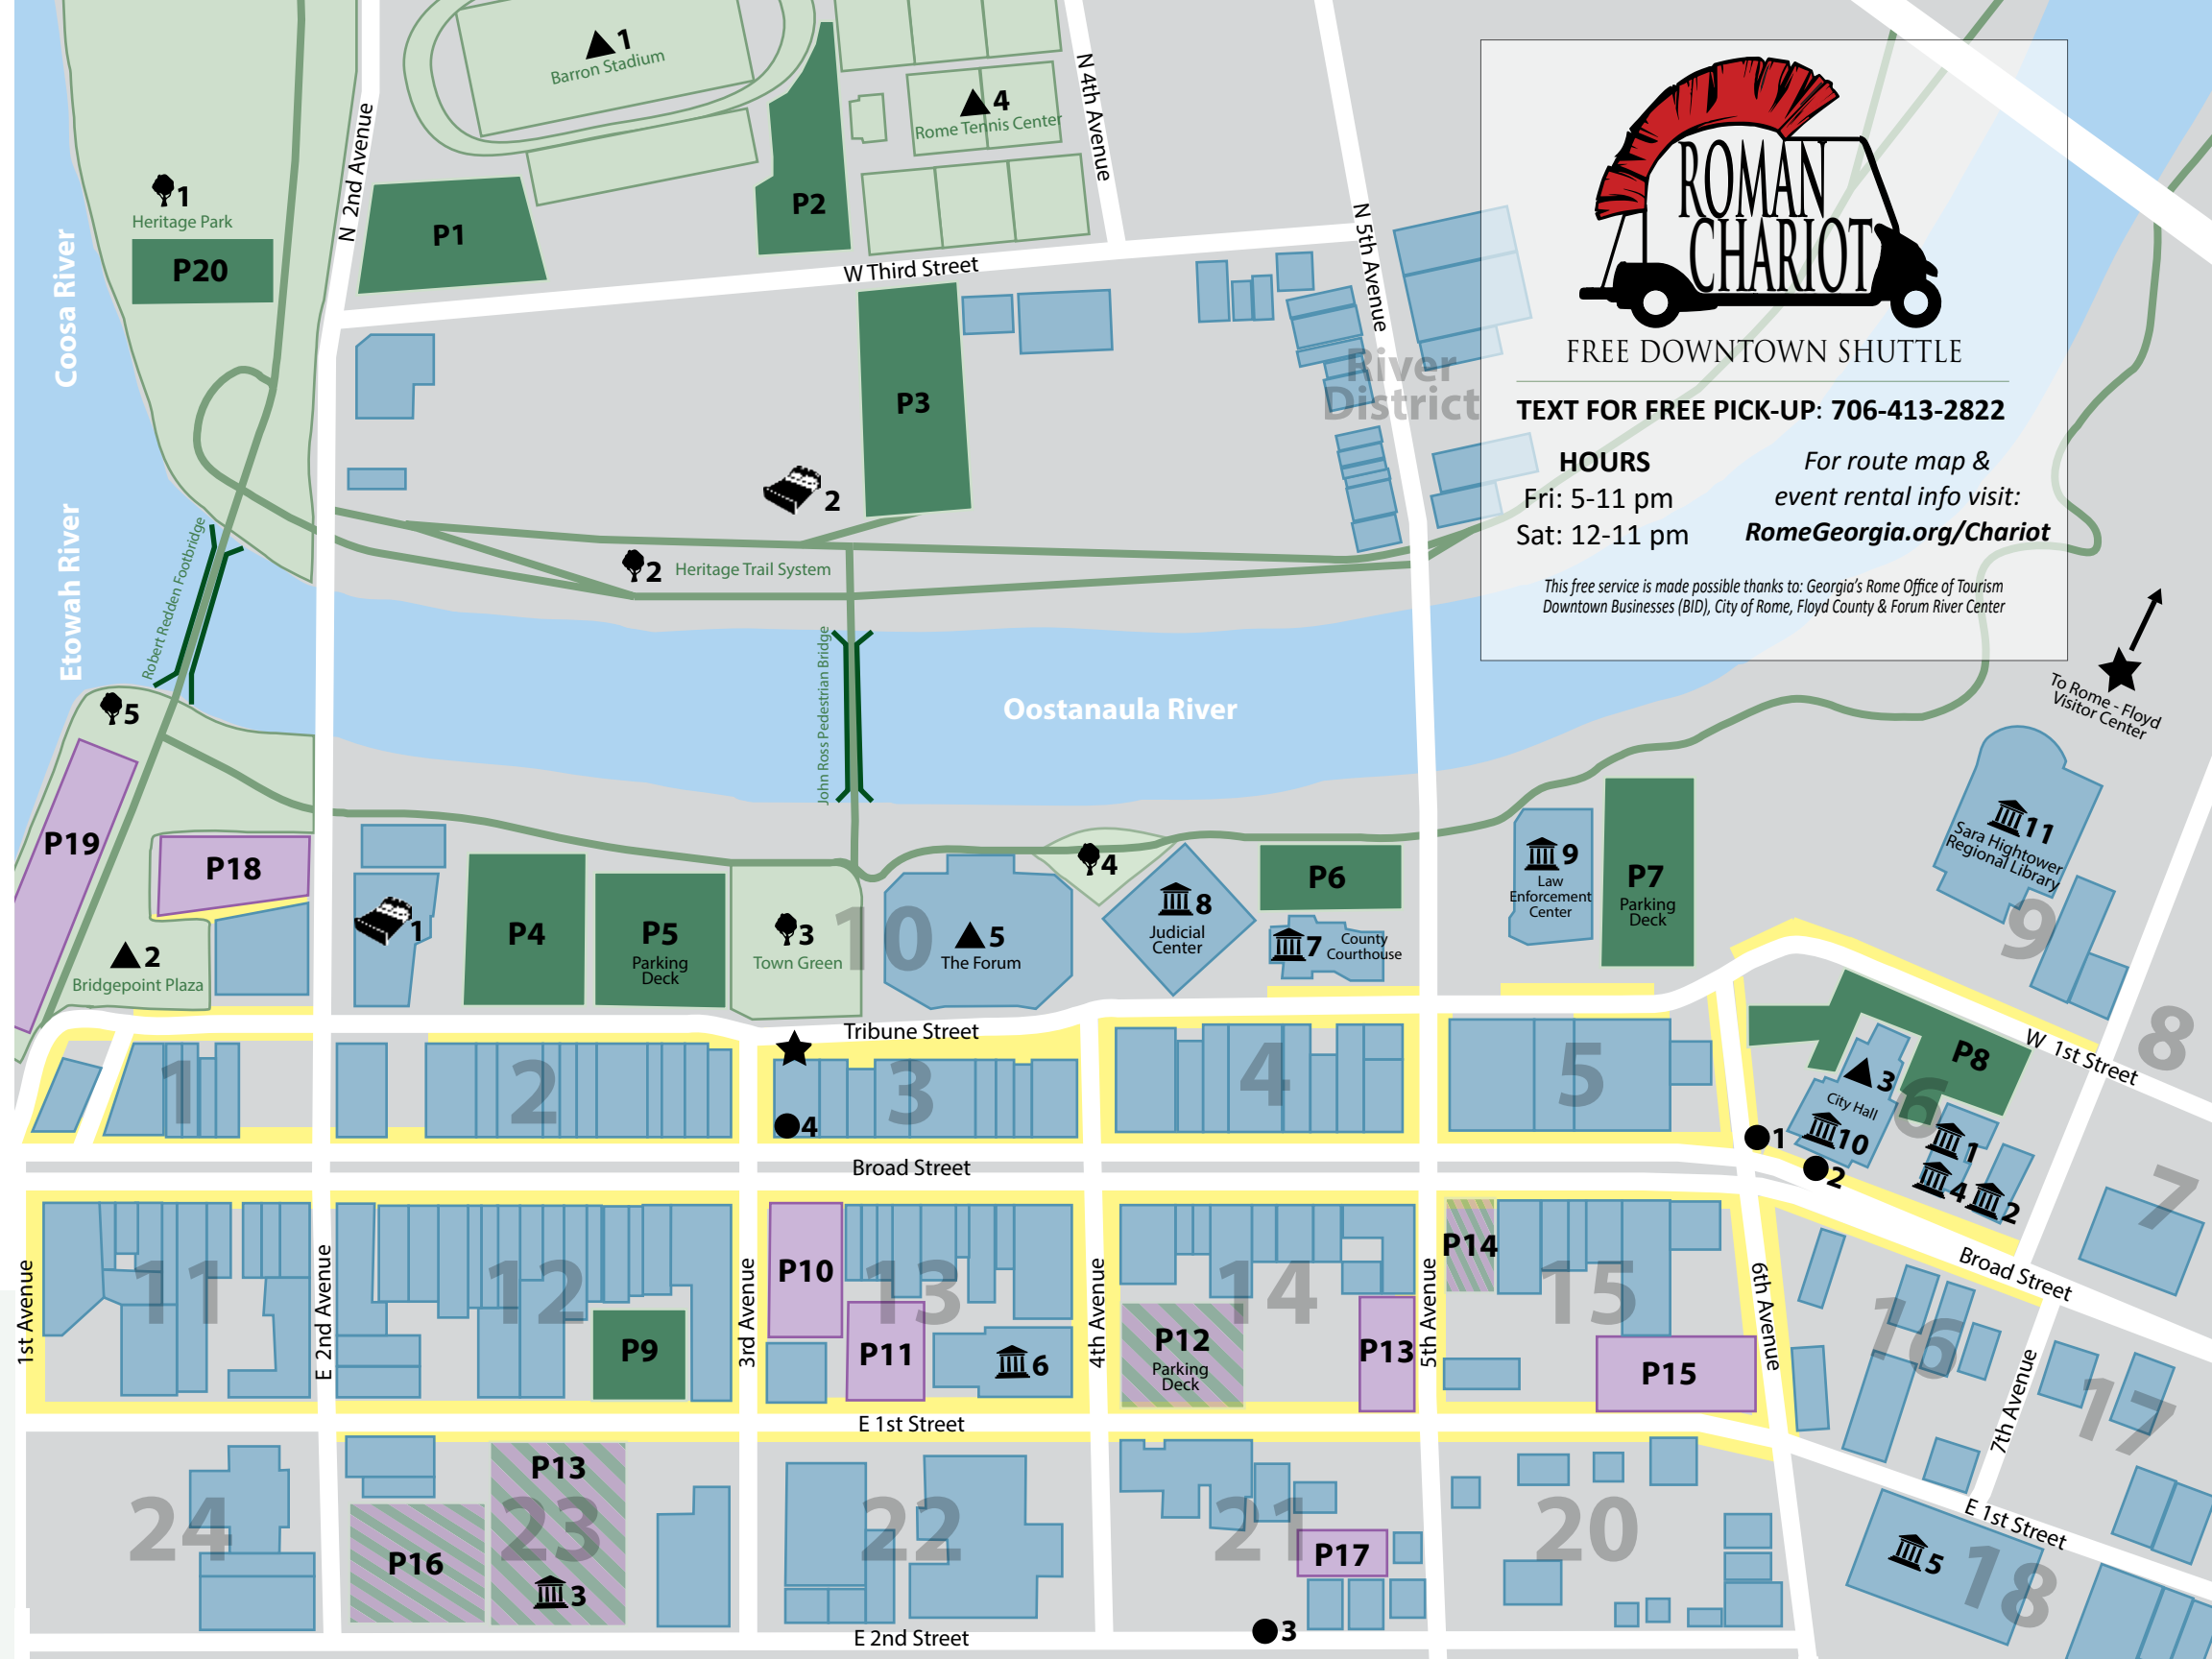 1
Barron Stadium
4
Rome Tennis Center
N 4th Avenue
N 2nd Avenue
1
Heritage Park
P20
P1
P2
W Third Street
N 5th Avenue
Coosa River
P3
River
District
2
ROMAN
CHARIOT
FREE DOWNTOWN SHUTTLE
TEXT FOR FREE PICK-UP: 706-413-2822
HOURS
Fri: 5-11 pm
Sat: 12-11 pm
For route map &
event rental info visit:
RomeGeorgia.org/Chariot
This free service is made possible thanks to: Georgia's Rome Office of Tourism
Downtown Businesses (BID), City of Rome, Floyd County & Forum River Center
Etowah River
Robert Redden Footbridge
2 Heritage Trail System
John Ross Pedestrian Bridge
Oostanaula River
To Rome - Floyd
Visitor Center
5
P19
P18
2
Bridgepoint Plaza
1
P4
P5
Parking
Deck
3
Town Green
10
5
The Forum
4
8
Judicial
Center
P6
7 County
Courthouse
9
Law
Enforcement
Center
P7
Parking
Deck
11
Sara Hightower
Regional Library
9
8
Tribune Street
1
2
3
4
4
5
P8
W 1st Street
3
City Hall
10
6
1
4
2
1
2
7
Broad Street
Broad Street
1st Avenue
11
E 2nd Avenue
12
P9
3rd Avenue
P10
13
P11
6
4th Avenue
14
P12
Parking
Deck
P13
5th Avenue
P14
15
P15
6th Avenue
16
7th Avenue
17
E 1st Street
E 1st Street
24
P13
23
P16
3
22
21
P17
20
5
18
E 2nd Street
3